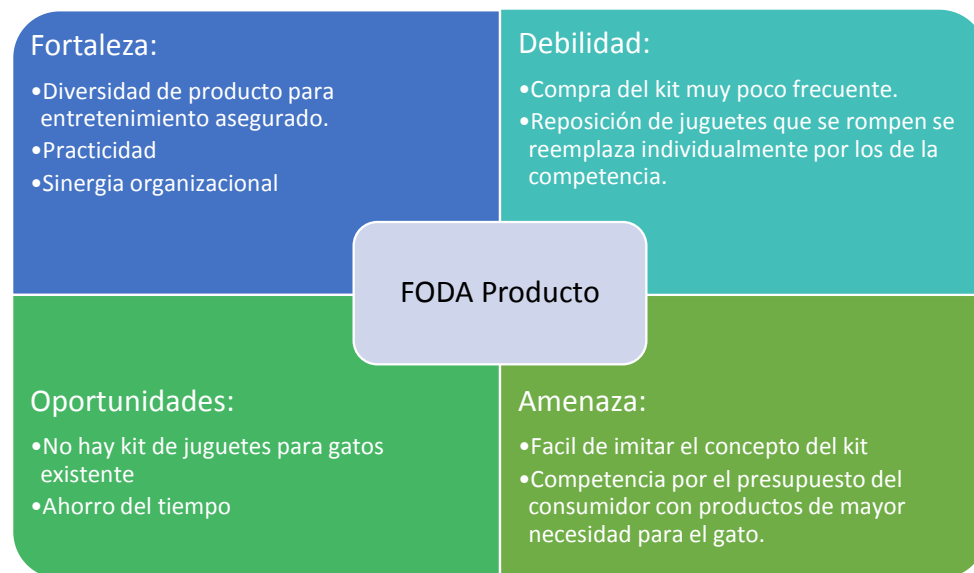 Fortaleza:
•Diversidad de producto para
entretenimiento asegurado.
•Practicidad
•Sinergia organizacional
Debilidad:
•Compra del kit muy poco frecuente.
•Reposición de juguetes que se rompen se
reemplaza individualmente por los de la
competencia.
FODA Producto
Oportunidades:
•No hay kit de juguetes para gatos
existente
•Ahorro del tiempo
Amenaza:
•Facil de imitar el concepto del kit
•Competencia por el presupuesto del
consumidor con productos de mayor
necesidad para el gato.